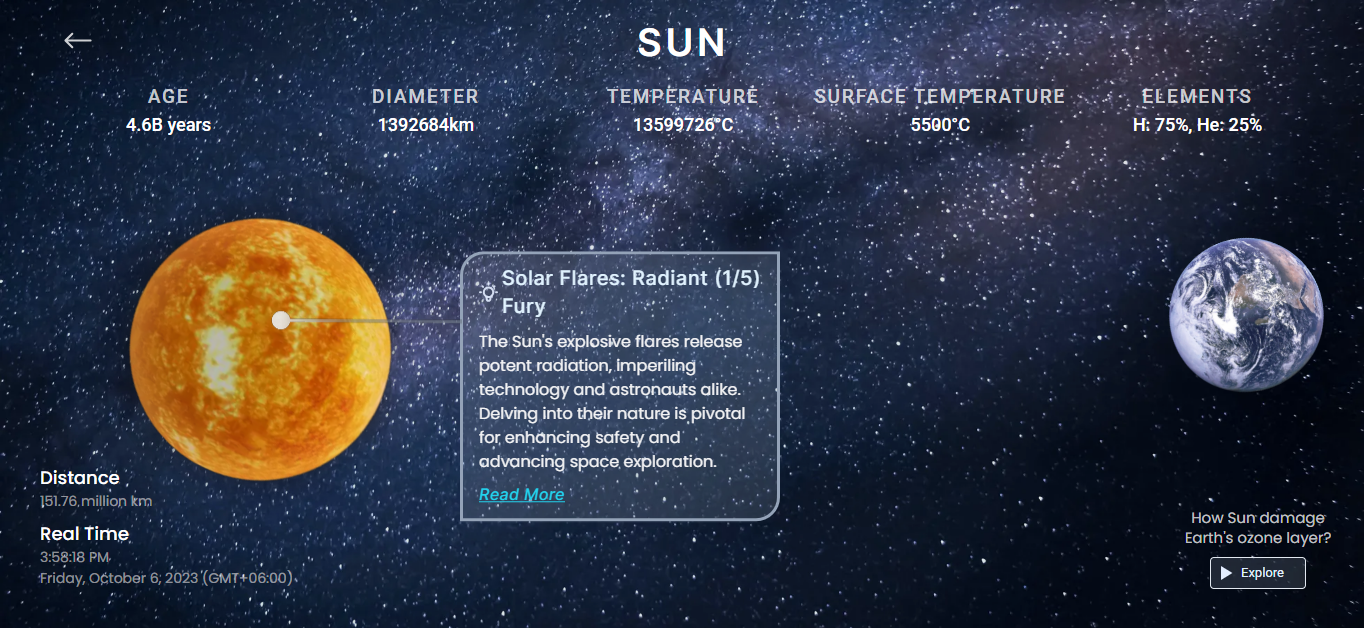 SUN
AGE
4.6B years
DIAMETER
1392684km
TEMPERATURE
13599726°C
SURFACE TEMPERATURE
5500°C
ELEMENTS
H: 75%, He: 25%
Solar Flares: Radiant (1/5)
Fury
The Sun's explosive flares release
potent radiation, imperiling
technology and astronauts alike.
Delving into their nature is pivotal
for enhancing safety and
advancing space exploration.
Read More
Distance
151.76 million km
Real Time
3:58:18 PM
Friday, October 6, 2023 (GMT+06:00)
How Sun damage
Earth's ozone layer?
Explore